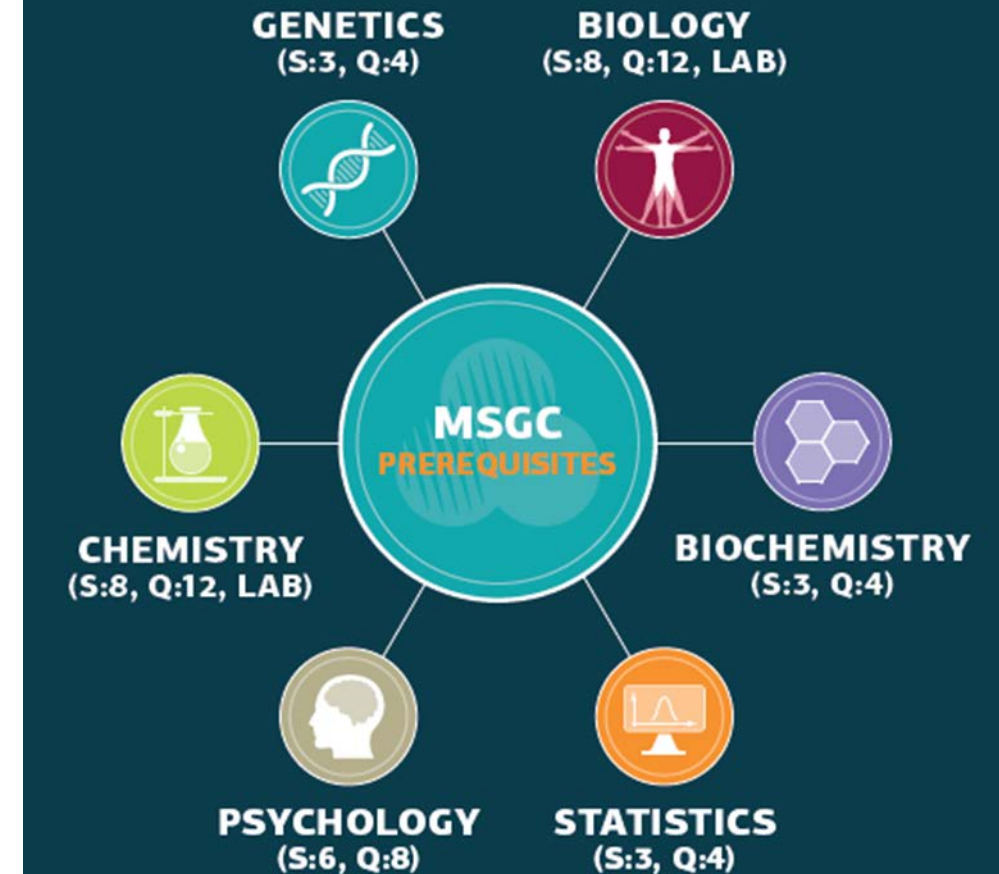 GENETICS
(S:3, Q:4)
BIOLOGY
(S:8, Q:12, LAB)
MSGC
PREREQUISITES
CHEMISTRY
(S:8, Q:12, LAB)
BIOCHEMISTRY
(S:3, Q:4)
PSYCHOLOGY
(S:6, Q:8)
STATISTICS
(S:3, Q:4)